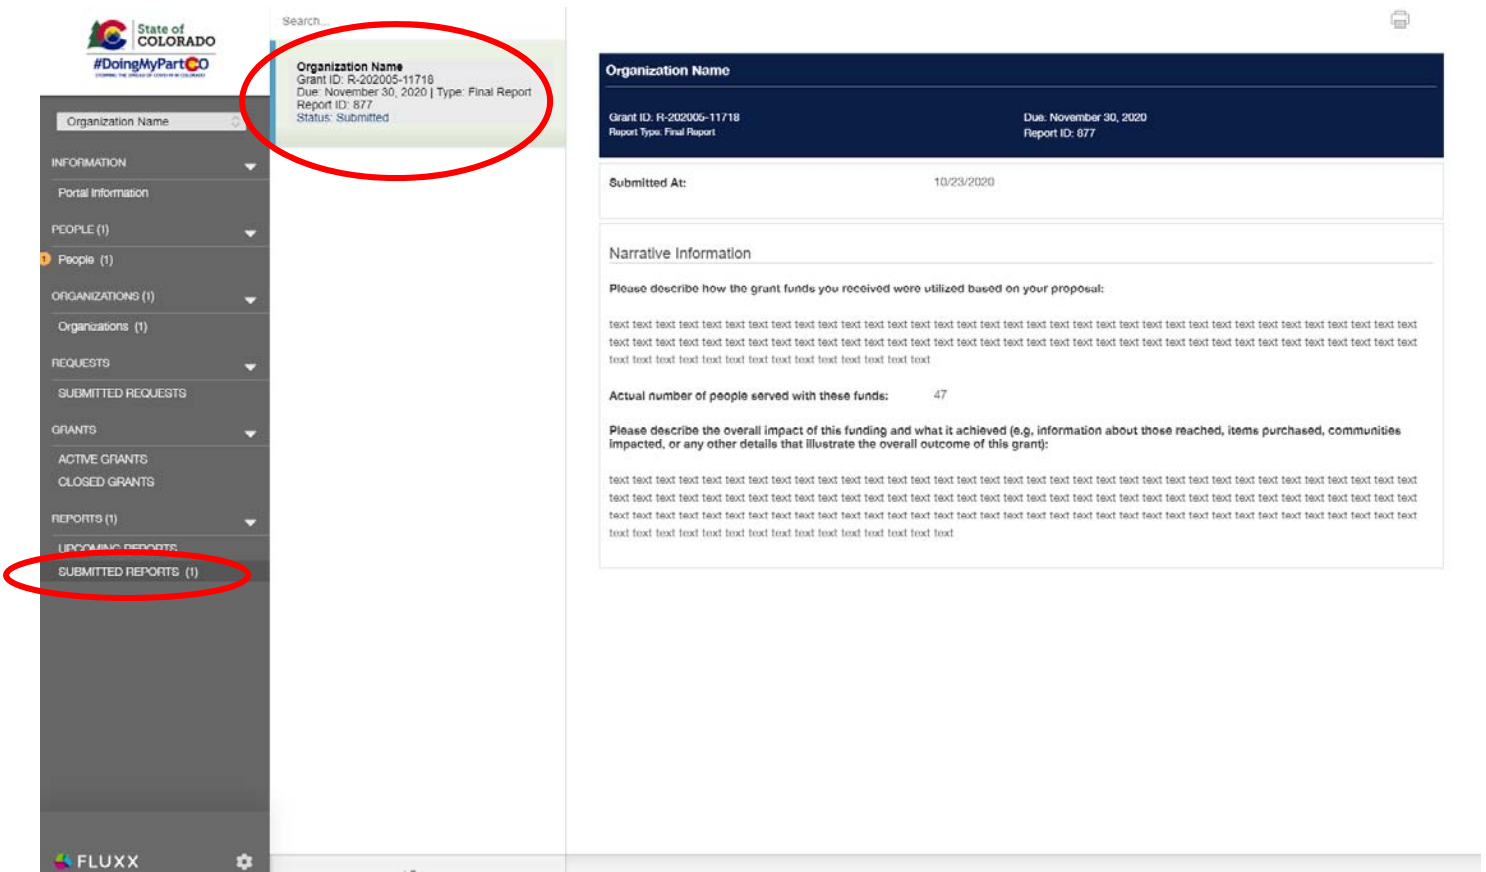 State of
COLORADO
#DoingMyPartCO
Organization Name
INFORMATION
Portal Information
PEOPLE (1)
1
People (1)
ORGANIZATIONS (1)
Organizations (1)
REQUESTS
SUBMITTED REQUESTS
GRANTS
ACTIVE GRANTS
CLOSED GRANTS
REPORTS (1)
UPCOMING REPORTS
SUBMITTED REPORTS (1)
FLUXX
Search...
Organization Name
Grant ID: R-202005-11718
Due: November 30, 2020 | Type: Final Report
Report ID: 877
Status: Submitted
Organization Name
Grant ID: R-202005-11718
Due: November 30, 2020
Report Type: Final Report
Report ID: 877
Submitted At: 10/23/2020
Narrative Information
Please describe how the grant funds you received were utilized based on your proposal:
text text text text text text text text text text text text text text text text text text text text text text text text text text text text text text text text text text text
text text text text text text text text text text text text text text text text text text text text text text text text text text text text text text text text text text text
text text text text text text text text text text text text text text
Actual number of people served with these funds: 47
Please describe the overall impact of this funding and what it achieved (e.g, information about those reached, items purchased, communities
impacted, or any other details that illustrate the overall outcome of this grant):
text text text text text text text text text text text text text text text text text text text text text text text text text text text text text text text text text text text
text text text text text text text text text text text text text text text text text text text text text text text text text text text text text text text text text text text
text text text text text text text text text text text text text text text text text text text text text text text text text text text text text text text text text text text
text text text text text text text text text text text text text text text